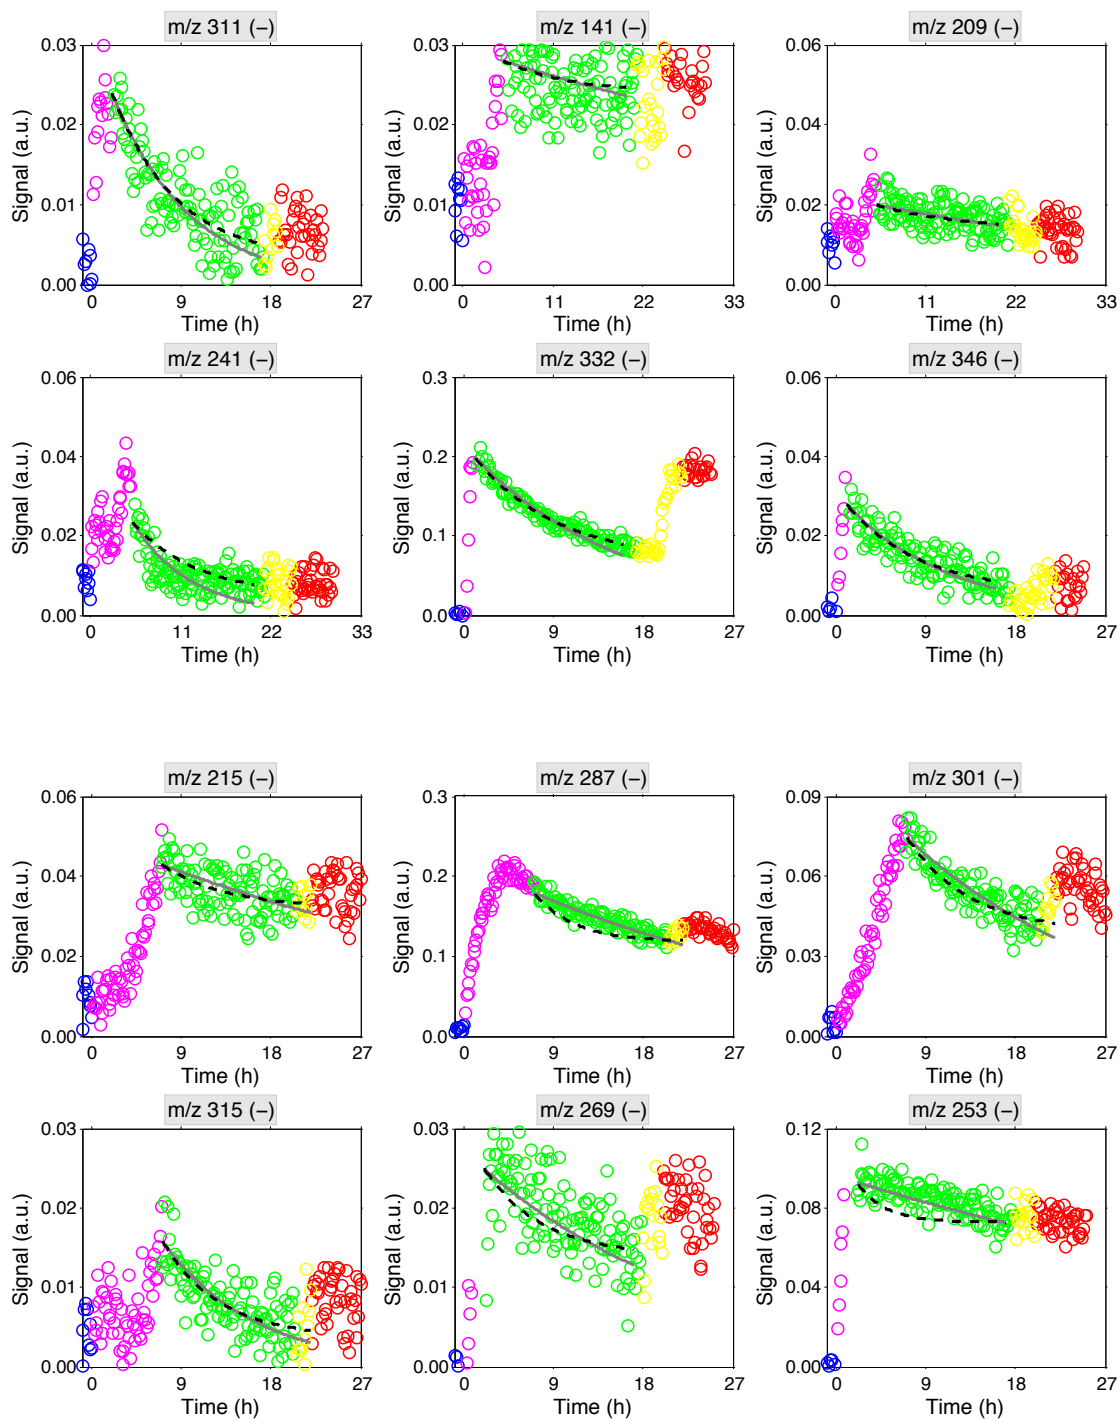 m/z 311 (−)
m/z 141 (−)
m/z 209 (−)
0.03
0.02
0.01
0.00
Signal (a.u.)
0 9 18 27
Time (h)
0.03
0.02
0.01
0.00
Signal (a.u.)
0 11 22 33
Time (h)
0.06
0.04
0.02
0.00
Signal (a.u.)
0 11 22 33
Time (h)
m/z 241 (−)
m/z 332 (−)
m/z 346 (−)
0.06
0.04
0.02
0.00
Signal (a.u.)
0 11 22 33
Time (h)
0.3
0.2
0.1
0.0
Signal (a.u.)
0 9 18 27
Time (h)
0.06
0.04
0.02
0.00
Signal (a.u.)
0 9 18 27
Time (h)
m/z 215 (−)
m/z 287 (−)
m/z 301 (−)
0.06
0.04
0.02
0.00
Signal (a.u.)
0 9 18 27
Time (h)
0.3
0.2
0.1
0.0
Signal (a.u.)
0 9 18 27
Time (h)
0.09
0.06
0.03
0.00
Signal (a.u.)
0 9 18 27
Time (h)
m/z 315 (−)
m/z 269 (−)
m/z 253 (−)
0.03
0.02
0.01
0.00
Signal (a.u.)
0 9 18 27
Time (h)
0.03
0.02
0.01
0.00
Signal (a.u.)
0 9 18 27
Time (h)
0.12
0.08
0.04
0.00
Signal (a.u.)
0 9 18 27
Time (h)